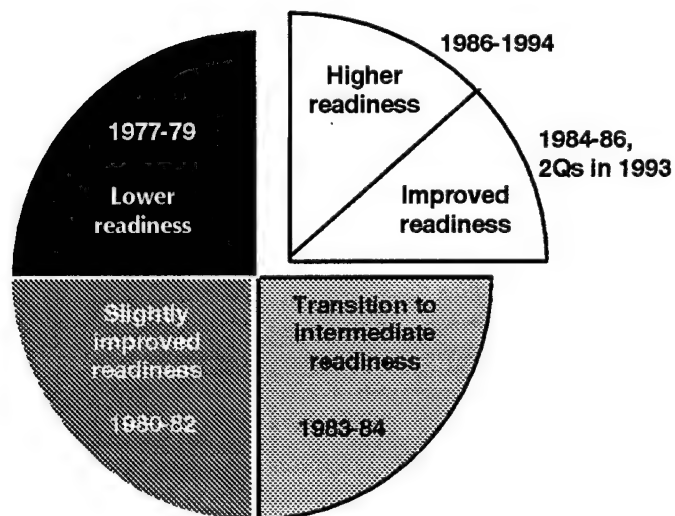 1986-1994
Higher
readiness
1984-86,
2Qs in 1993
Improved
readiness
1977-79
Lower
readiness
Slightly
improved
readiness
1980-82
Transition to
intermediate
readiness
1983-84